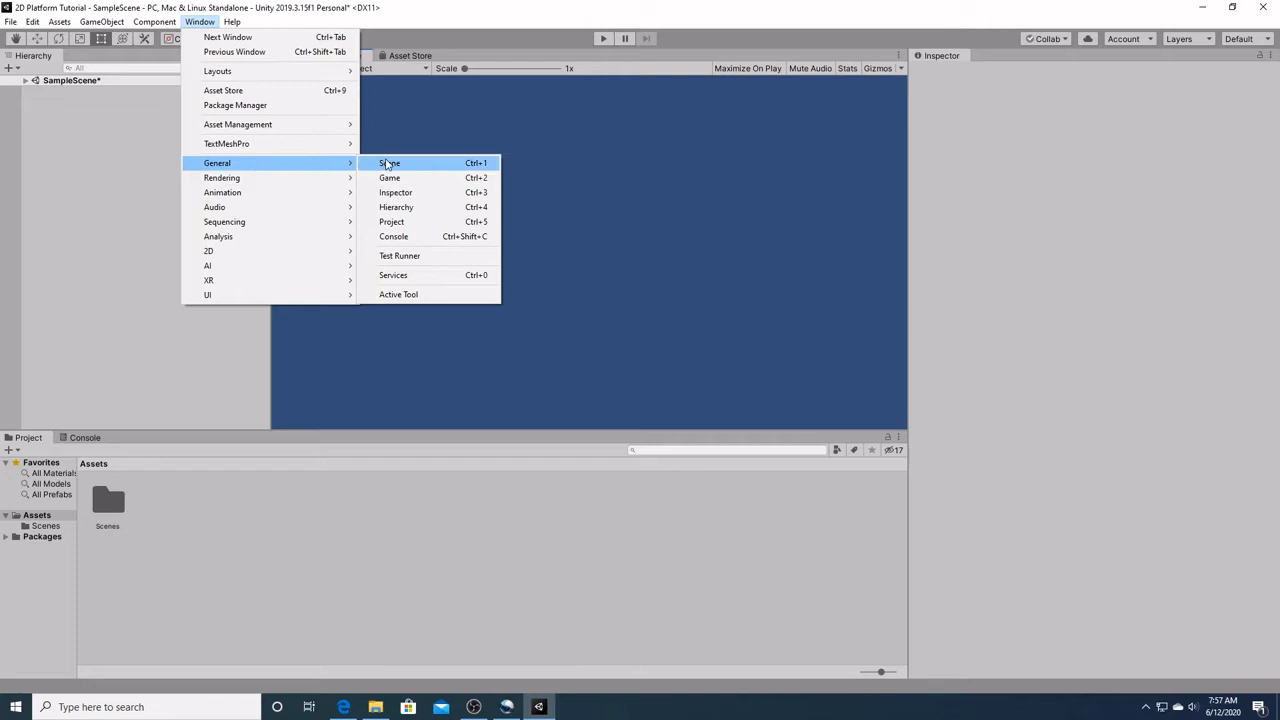 2D Platform Tutorial - SampleScene - PC, Mac & Linux Standalone - Unity 2019.3.15f1 Personal* <DX11>
File Edit Assets GameObject Component Window Help
Collab Account Layers Default
Hierarchy
All
SampleScene*
Next Window Ctrl+Tab
Previous Window Ctrl+Shift+Tab
Layouts
Asset Store Ctrl+9
Package Manager
Asset Management
TextMeshPro
General
Rendering
Animation
Audio
Sequencing
Analysis
2D
AI
XR
UI
Scene Ctrl+1
Game Ctrl+2
Inspector Ctrl+3
Hierarchy Ctrl+4
Project Ctrl+5
Console Ctrl+Shift+C
Test Runner
Services Ctrl+0
Active Tool
Asset Store
ect Scale 1x Maximize On Play Mute Audio Stats Gizmos
Inspector
Project Console
17
Favorites
All Materials
All Models
All Prefabs
Assets
Scenes
Packages
Assets
Scenes
Type here to search
7:57 AM
6/12/2020
1